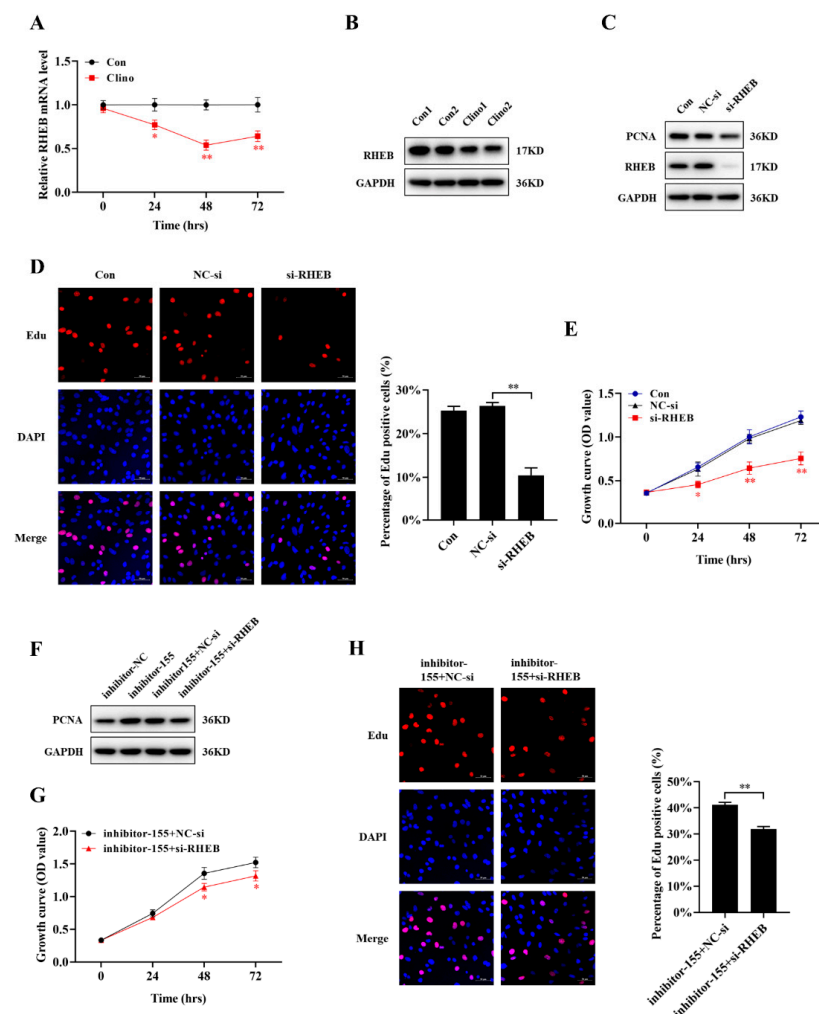 A
Con
Clino
Relative RHEB mRNA level
1.5
1.0
0.5
0.0
*
**
**
0
24
48
72
Time (hrs)
B
Con1
Con2
Clino1
Clino2
RHEB
17KD
GAPDH
36KD
C
Con
NC-si
si-RHEB
PCNA
36KD
RHEB
17KD
GAPDH
36KD
D
Con
NC-si
si-RHEB
Edu
DAPI
Merge
Percentage of Edu positive cells (%)
30%
20%
10%
0%
**
Con
NC-si
si-RHEB
E
Con
NC-si
si-RHEB
Growth curve (OD value)
1.5
1.0
0.5
0.0
*
**
**
0
24
48
72
Time (hrs)
F
inhibitor-NC
inhibitor-155
inhibitor155+NC-si
inhibitor-155+si-RHEB
PCNA
36KD
GAPDH
36KD
G
inhibitor-155+NC-si
inhibitor-155+si-RHEB
Growth curve (OD value)
2.0
1.5
1.0
0.5
0.0
*
*
0
24
48
72
Time (hrs)
H
inhibitor-
155+NC-si
inhibitor-
155+si-RHEB
Edu
DAPI
Merge
Percentage of Edu positive cells (%)
50%
40%
30%
20%
10%
0%
**
inhibitor-155+NC-si
inhibitor-155+si-RHEB